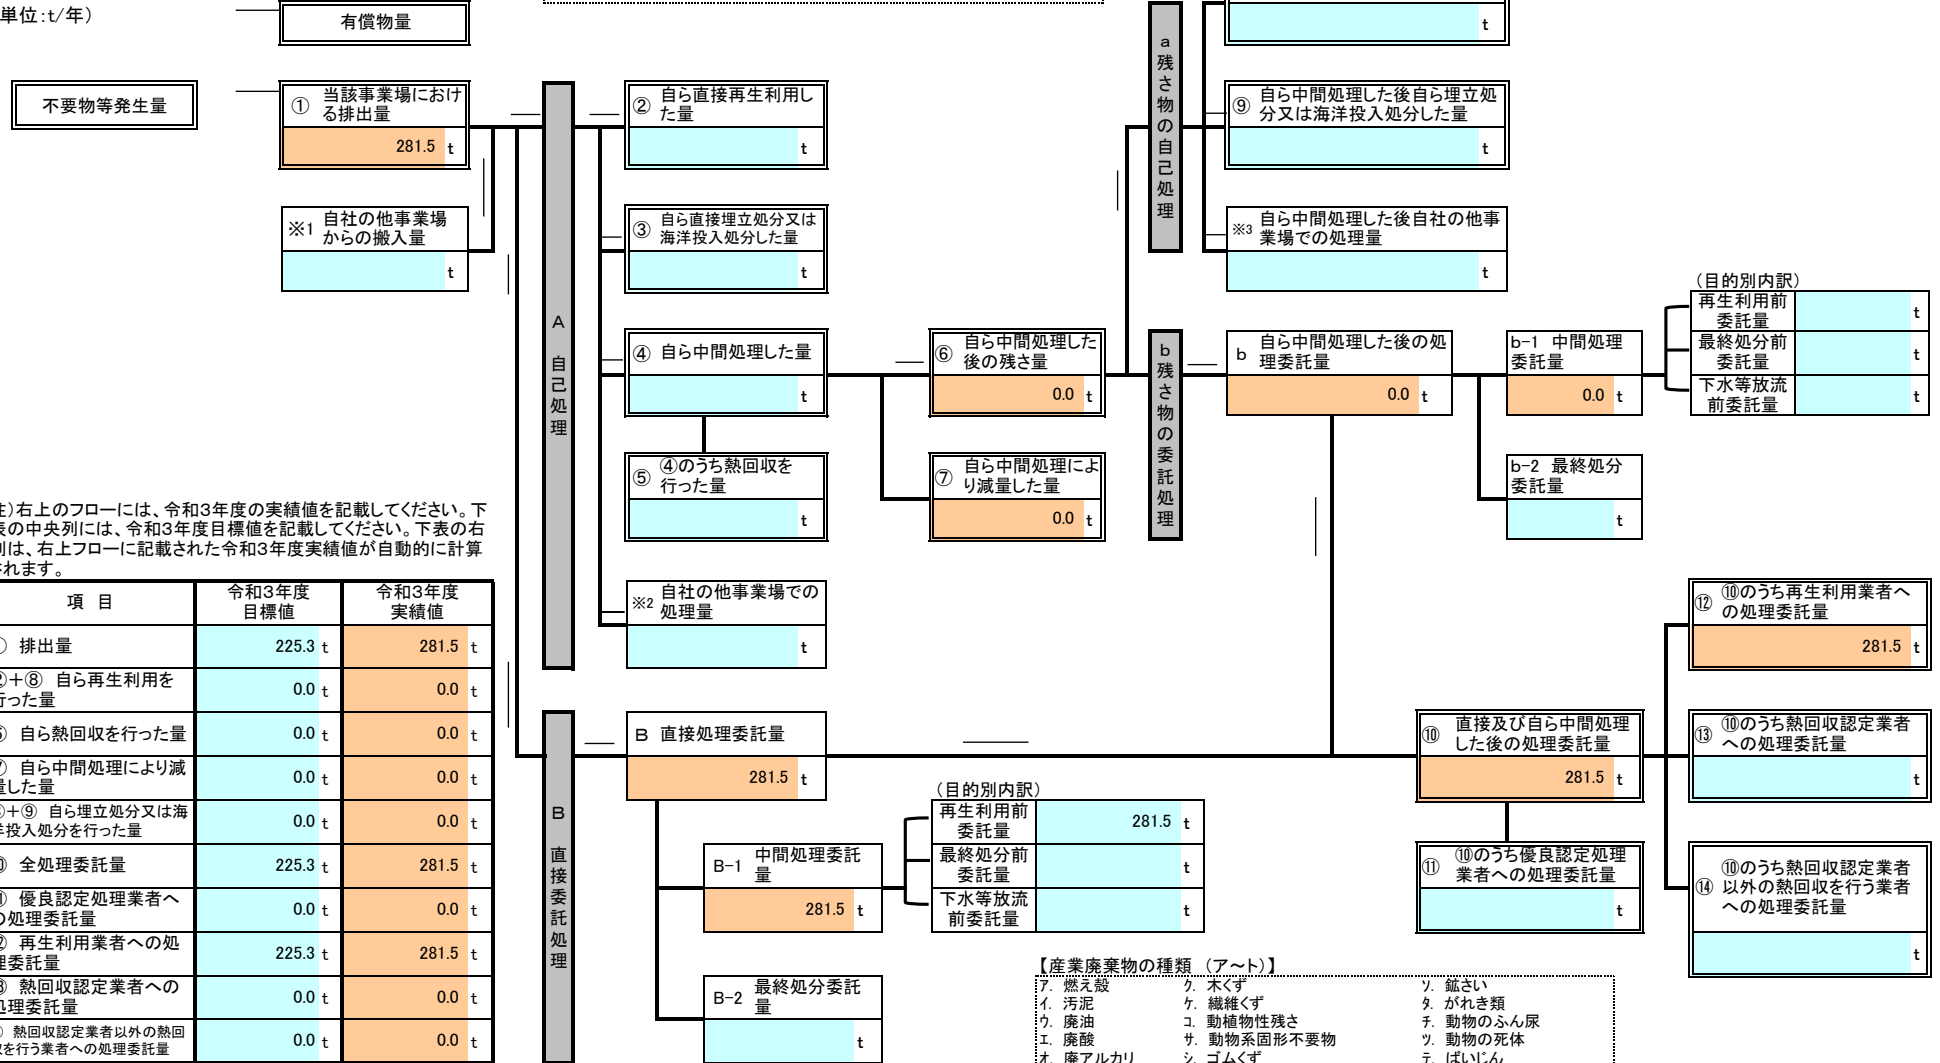 単位:t/年）
有償物量
t
不要物等発生量
① 当該事業場におけ
る排出量
281.5 t
※1 自社の他事業場
からの搬入量
t
A 自己処理
② 自ら直接再生利用し
た量
t
③ 自ら直接埋立処分又は
海洋投入処分した量
t
④ 自ら中間処理した量
t
⑤ ④のうち熱回収を
行った量
t
※2 自社の他事業場での
処理量
t
⑥ 自ら中間処理した
後の残さ量
0.0 t
⑦ 自ら中間処理によ
り減量した量
0.0 t
a 残さ物の自己処理
⑨ 自ら中間処理した後自ら埋立処
分又は海洋投入処分した量
t
※3 自ら中間処理した後自社の他事
業場での処理量
t
b 残さ物の委託処理
b 自ら中間処理した後の処
理委託量
0.0 t
b-1 中間処理
委託量
0.0 t
b-2 最終処分
委託量
t
（目的別内訳）
再生利用前
委託量
t
最終処分前
委託量
t
下水等放流
前委託量
t
注）右上のフローには、令和3年度の実績値を記載してください。下
表の中央列には、令和3年度目標値を記載してください。下表の右
列は、右上フローに記載された令和3年度実績値が自動的に計算
されます。
項 目 令和3年度
目標値 令和3年度
実績値
① 排出量 225.3 t 281.5 t
②＋⑧ 自ら再生利用を
行った量 0.0 t 0.0 t
⑤ 自ら熱回収を行った量 0.0 t 0.0 t
⑦ 自ら中間処理により減
量した量 0.0 t 0.0 t
③＋⑨ 自ら埋立処分又は海
洋投入処分を行った量 0.0 t 0.0 t
⑩ 全処理委託量 225.3 t 281.5 t
⑪ 優良認定処理業者へ
の処理委託量 0.0 t 0.0 t
⑫ 再生利用業者への処
理委託量 225.3 t 281.5 t
⑬ 熱回収認定業者への
処理委託量 0.0 t 0.0 t
⑭ 熱回収認定業者以外の熱回
収を行う業者への処理委託量 0.0 t 0.0 t
B 直接委託処理
B 直接処理委託量
281.5 t
B-1 中間処理委託
量
281.5 t
B-2 最終処分委託
量
t
（目的別内訳）
再生利用前
委託量
281.5 t
最終処分前
委託量
t
下水等放流
前委託量
t
⑩ 直接及び自ら中間処理
した後の処理委託量
281.5 t
⑪ ⑩のうち優良認定処理
業者への処理委託量
t
⑫ ⑩のうち再生利用業者へ
の処理委託量
281.5 t
⑬ ⑩のうち熱回収認定業者
への処理委託量
t
⑭ ⑩のうち熱回収認定業者
以外の熱回収を行う業者
への処理委託量
t
【産業廃棄物の種類 （ア～ト）】
ア. 燃え殻 ク. 木くず ソ. 鉱さい
イ. 汚泥 ケ. 繊維くず タ. がれき類
ウ. 廃油 コ. 動植物性残さ チ. 動物のふん尿
エ. 廃酸 サ. 動物系固形不要物 ツ. 動物の死体
オ. 廃アルカリ シ. ゴムくず テ. ばいじん